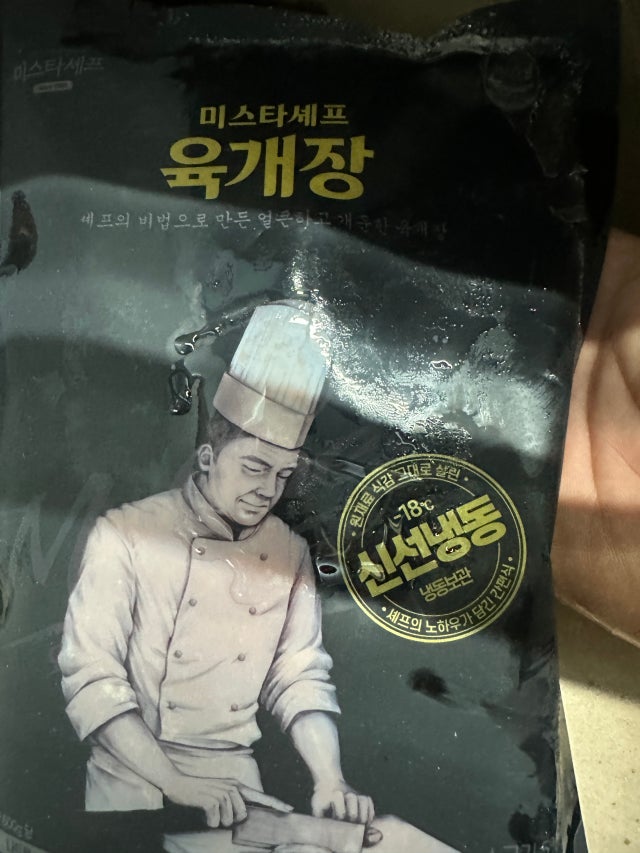 미스타셰프
미스타셰프
육개장
셰프의 비법으로 만든 얼큰하고 개운한 육개장
원재료 식감 그대로 살린
-18℃
신선냉동
냉동보관
셰프의 노하우가 담긴 간편식